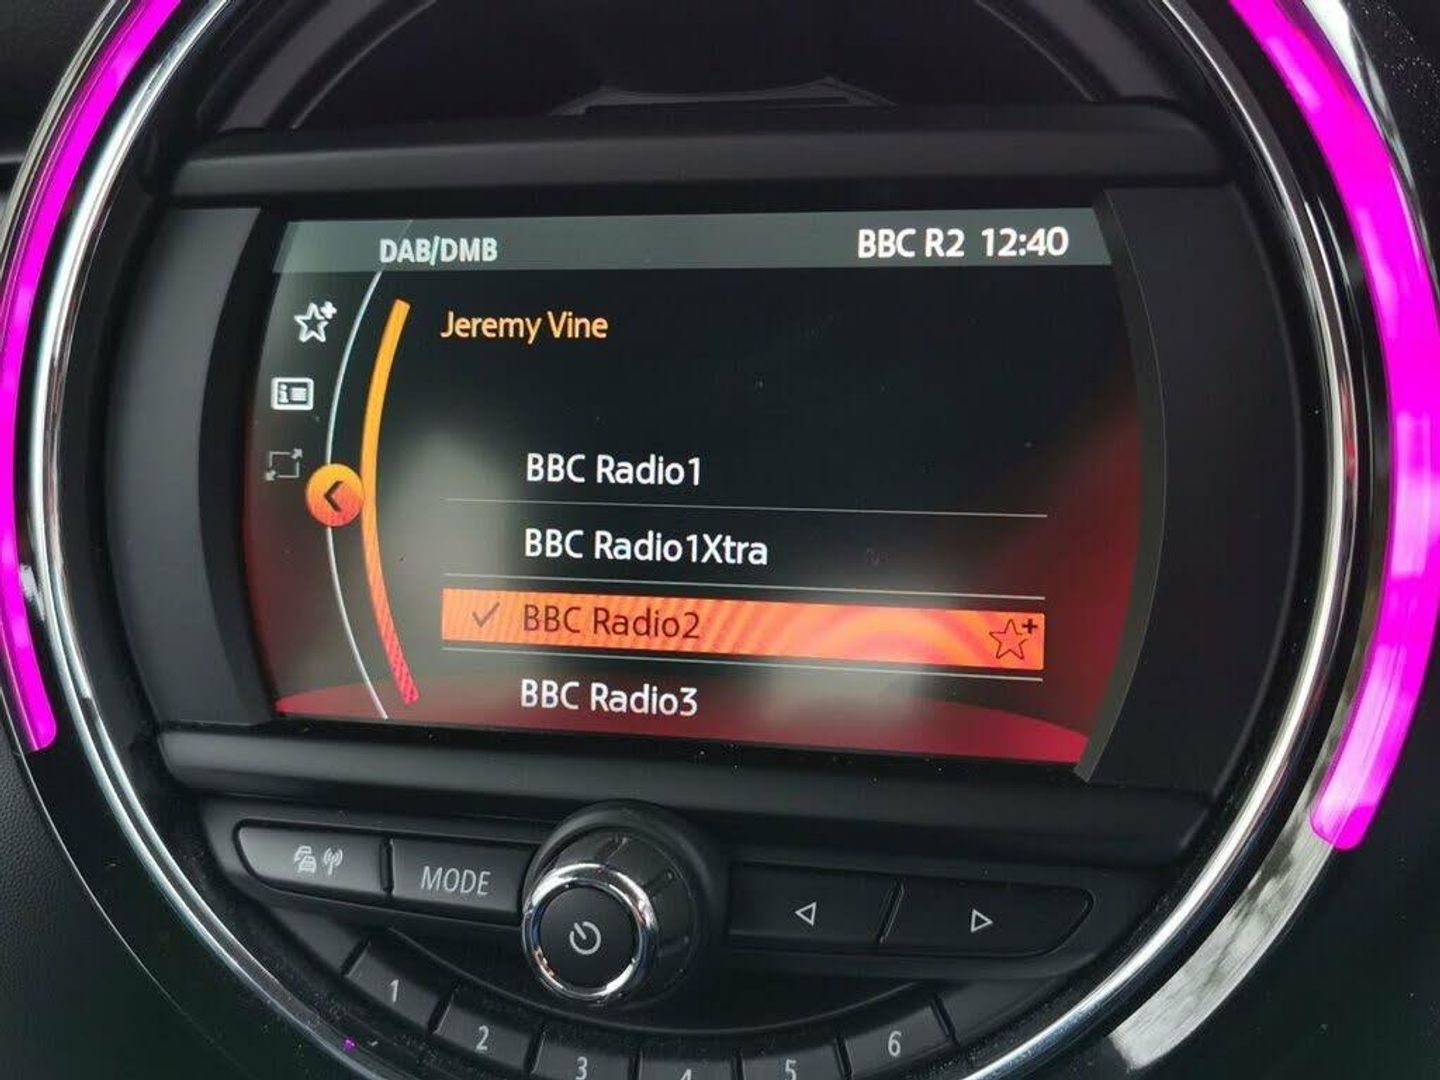 DAB/DMB BBC R2 12:40
Jeremy Vine
BBC Radio1
BBC Radio1Xtra
BBC Radio2
BBC Radio3
MODE
1 2 3 4 5 6